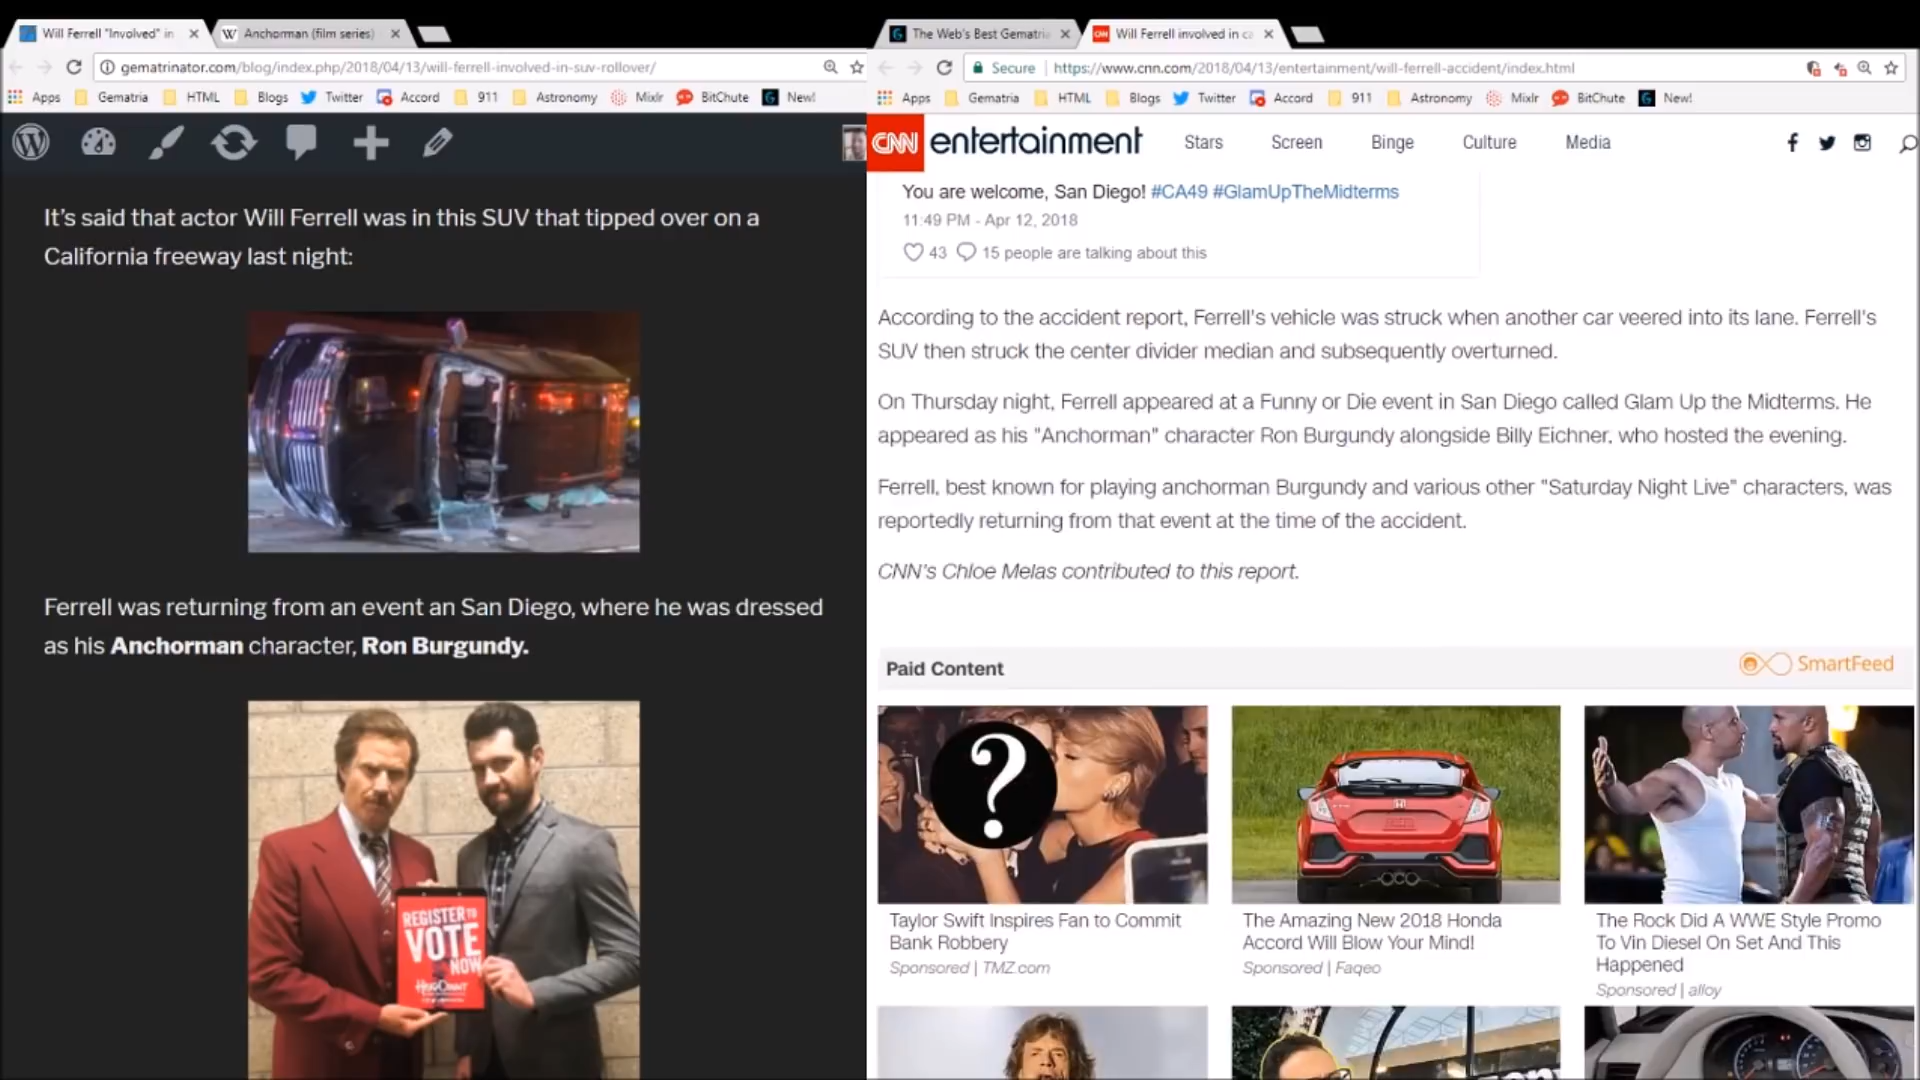 Will Ferrell "Involved" in
Anchorman (film series)
gematrinator.com/blog/index.php/2018/04/13/will-ferrell-involved-in-suv-rollover/
Apps Gematria HTML Blogs Twitter Accord 911 Astronomy Mixlr BitChute New!
It's said that actor Will Ferrell was in this SUV that tipped over on a
California freeway last night:
Ferrell was returning from an event an San Diego, where he was dressed
as his Anchorman character, Ron Burgundy.
REGISTER TO
VOTE
NOW
The Web's Best Gematria
Will Ferrell involved in ca
Secure https://www.cnn.com/2018/04/13/entertainment/will-ferrell-accident/index.html
Apps Gematria HTML Blogs Twitter Accord 911 Astronomy Mixlr BitChute New!
CNN entertainment Stars Screen Binge Culture Media
You are welcome, San Diego! #CA49 #GlamUpTheMidterms
11:49 PM - Apr 12, 2018
43 15 people are talking about this
According to the accident report, Ferrell's vehicle was struck when another car veered into its lane. Ferrell's
SUV then struck the center divider median and subsequently overturned.
On Thursday night, Ferrell appeared at a Funny or Die event in San Diego called Glam Up the Midterms. He
appeared as his "Anchorman" character Ron Burgundy alongside Billy Eichner, who hosted the evening.
Ferrell, best known for playing anchorman Burgundy and various other "Saturday Night Live" characters, was
reportedly returning from that event at the time of the accident.
CNN's Chloe Melas contributed to this report.
Paid Content
SmartFeed
?
Taylor Swift Inspires Fan to Commit
Bank Robbery
Sponsored | TMZ.com
The Amazing New 2018 Honda
Accord Will Blow Your Mind!
Sponsored | Faqeo
The Rock Did A WWE Style Promo
To Vin Diesel On Set And This
Happened
Sponsored | alloy